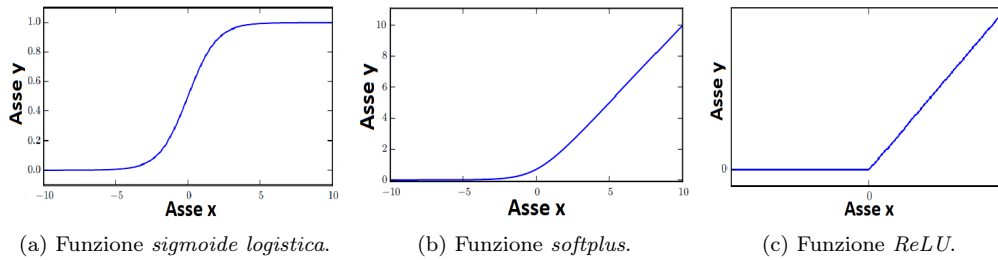 1.0
0.8
0.6
0.4
0.2
0.0
Asse y
−10
−5
0
5
10
Asse x
(a) Funzione sigmoide logistica.
10
8
6
4
2
0
Asse y
−10
−5
0
5
10
Asse x
(b) Funzione softplus.
0
Asse y
0
Asse x
(c) Funzione ReLU.